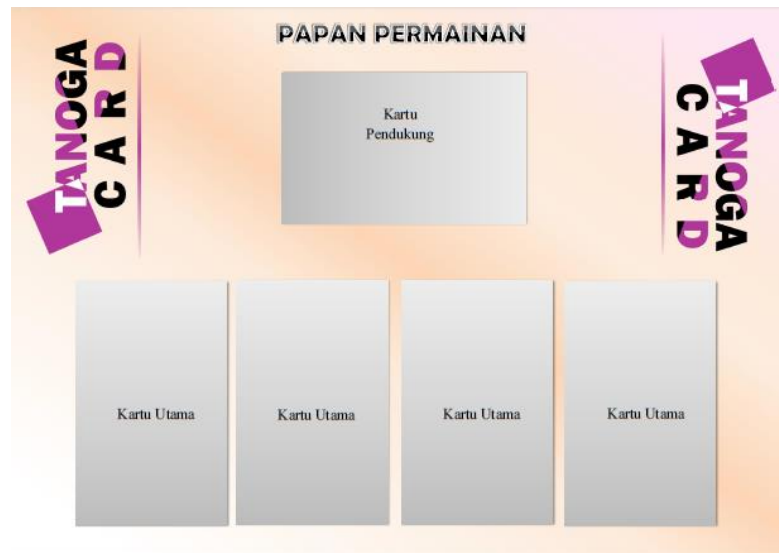 PAPAN PERMAINAN
TANOGA
CARD
Kartu
Pendukung
TANOGA
CARD
Kartu Utama
Kartu Utama
Kartu Utama
Kartu Utama